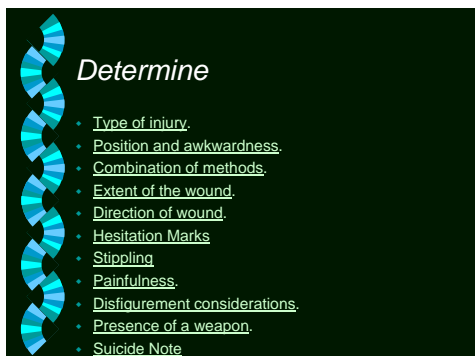 Determine
Type of injury.
Position and awkwardness.
Combination of methods.
Extent of the wound.
Direction of wound.
Hesitation Marks
Stippling
Painfulness.
Disfigurement considerations.
Presence of a weapon.
Suicide Note